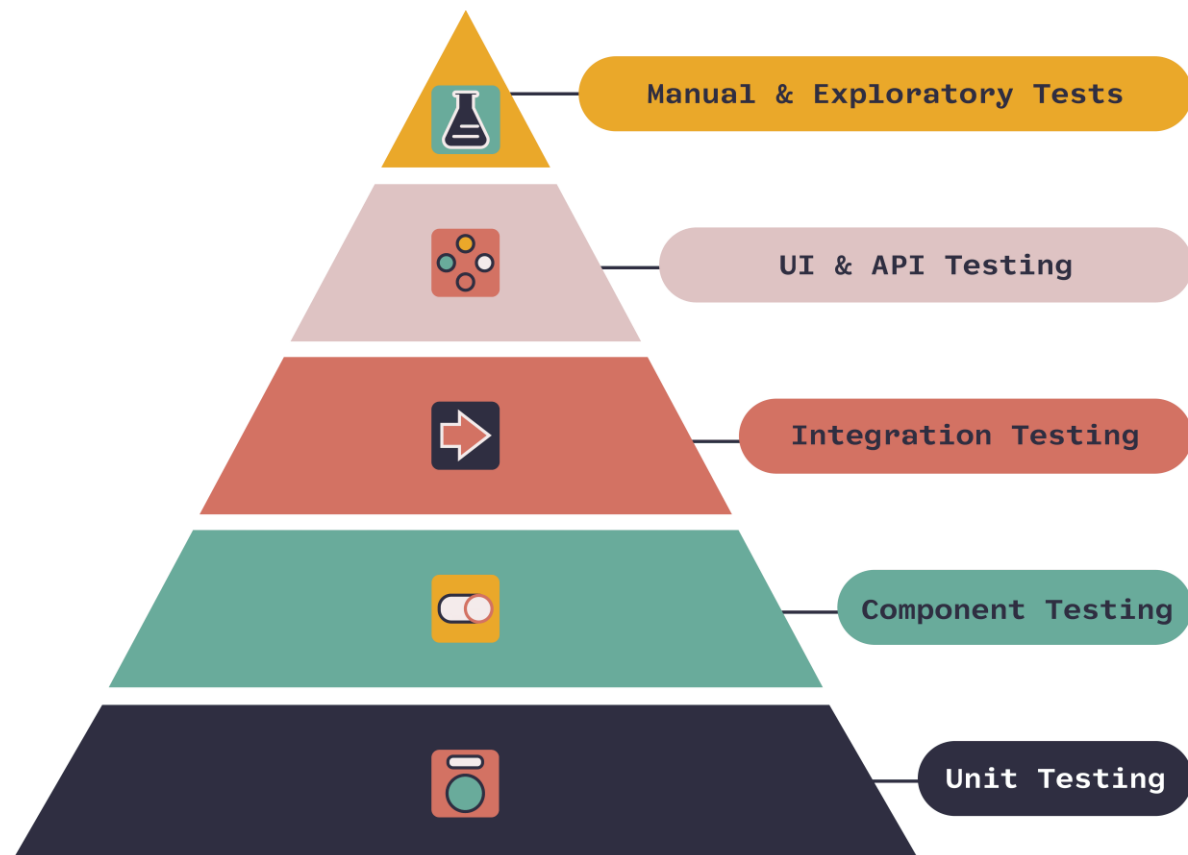 Manual & Exploratory Tests
UI & API Testing
Integration Testing
Component Testing
Unit Testing